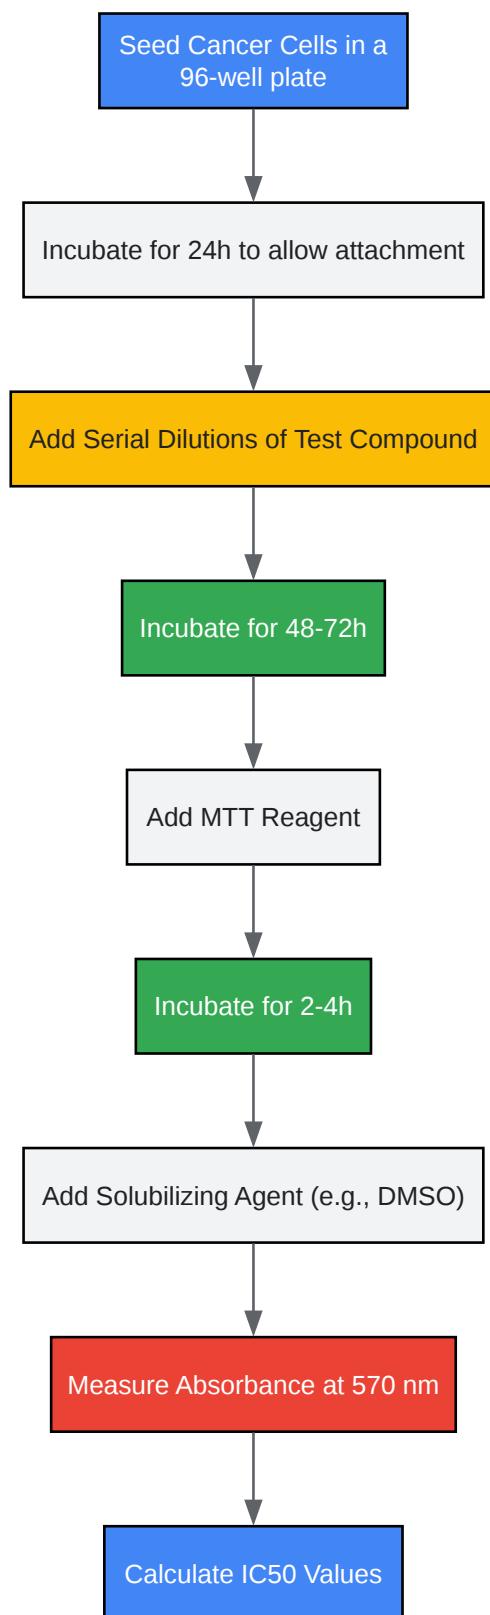 Seed Cancer Cells in a
96-well plate
Incubate for 24h to allow attachment
Add Serial Dilutions of Test Compound
Incubate for 48-72h
Add MTT Reagent
Incubate for 2-4h
Add Solubilizing Agent (e.g., DMSO)
Measure Absorbance at 570 nm
Calculate IC50 Values